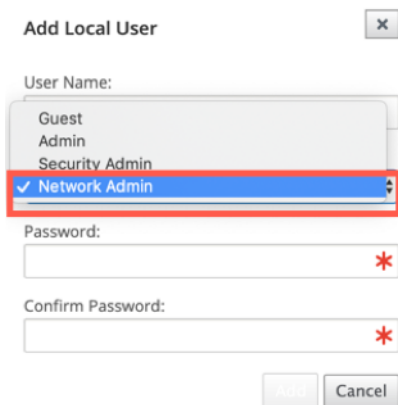 Add Local User
User Name:
Guest
Admin
Security Admin
Network Admin
Password:
Confirm Password:
Add
Cancel